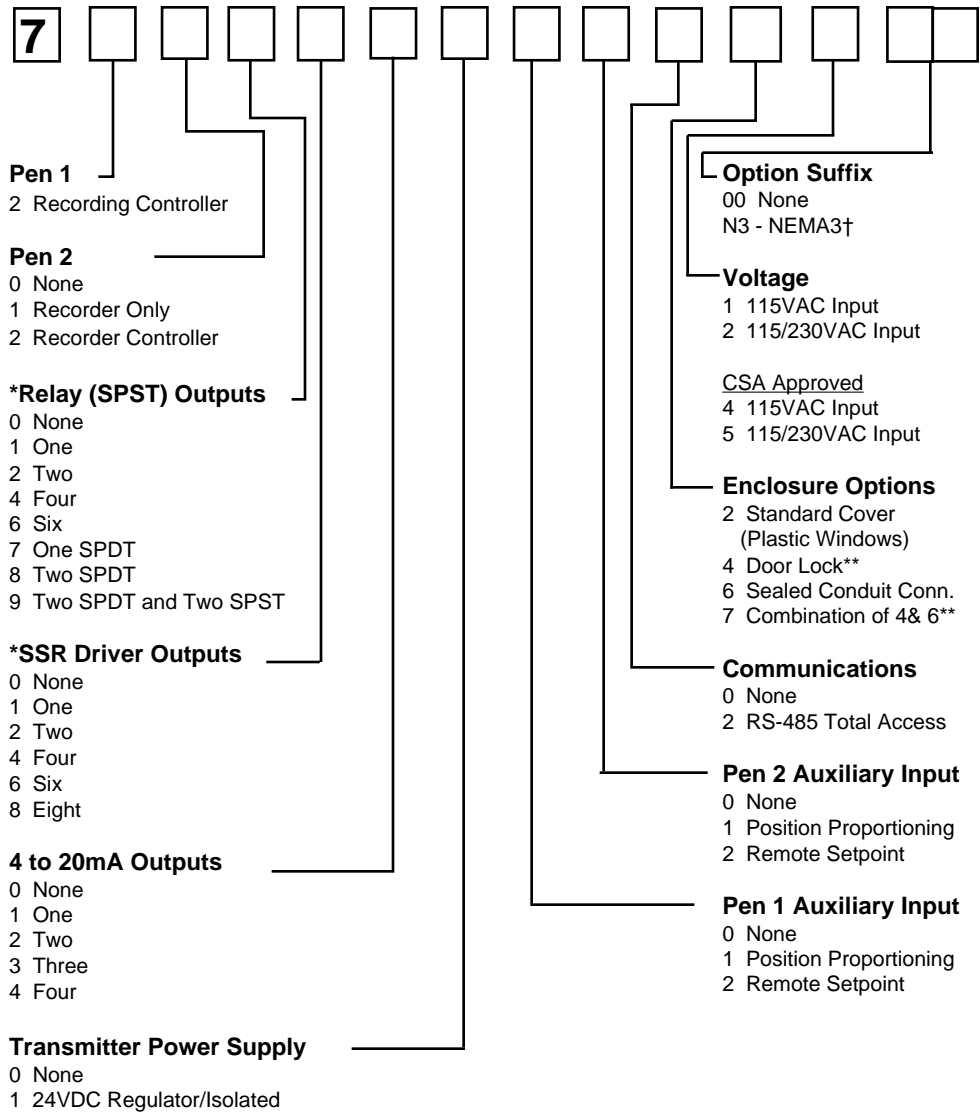 7
Pen 1
2 Recording Controller
Pen 2
0 None
1 Recorder Only
2 Recorder Controller
*Relay (SPST) Outputs
0 None
1 One
2 Two
4 Four
6 Six
7 One SPDT
8 Two SPDT
9 Two SPDT and Two SPST
*SSR Driver Outputs
0 None
1 One
2 Two
4 Four
6 Six
8 Eight
4 to 20mA Outputs
0 None
1 One
2 Two
3 Three
4 Four
Transmitter Power Supply
0 None
1 24VDC Regulator/Isolated
Option Suffix
00 None
N3 - NEMA3†
Voltage
1 115VAC Input
2 115/230VAC Input
CSA Approved
4 115VAC Input
5 115/230VAC Input
Enclosure Options
2 Standard Cover
(Plastic Windows)
4 Door Lock**
6 Sealed Conduit Conn.
7 Combination of 4& 6**
Communications
0 None
2 RS-485 Total Access
Pen 2 Auxiliary Input
0 None
1 Position Proportioning
2 Remote Setpoint
Pen 1 Auxiliary Input
0 None
1 Position Proportioning
2 Remote Setpoint